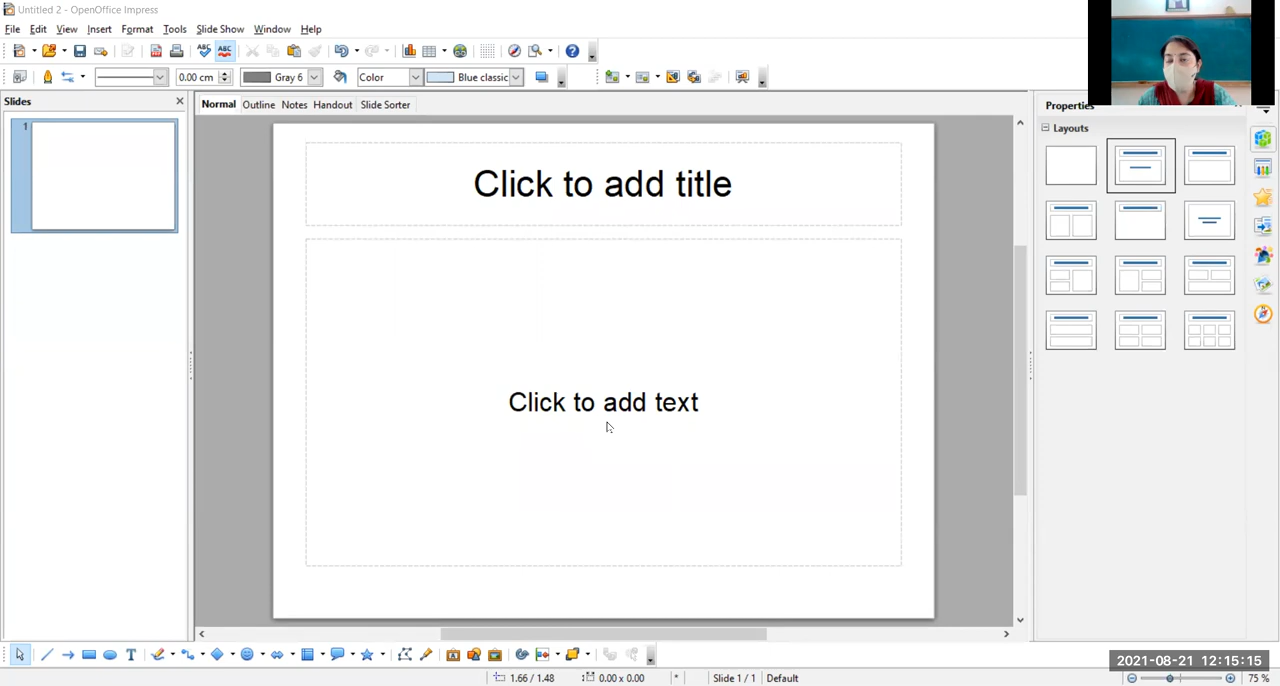 Untitled 2 - OpenOffice Impress
File Edit View Insert Format Tools Slide Show Window Help
0.00 cm Gray 6 Color Blue classic
Slides
Normal Outline Notes Handout Slide Sorter
Properties
Layouts
1
Click to add title
Click to add text
2021-08-21 12:15:15
1.66 / 1.48 0.00 x 0.00 * Slide 1 / 1 Default 75 %